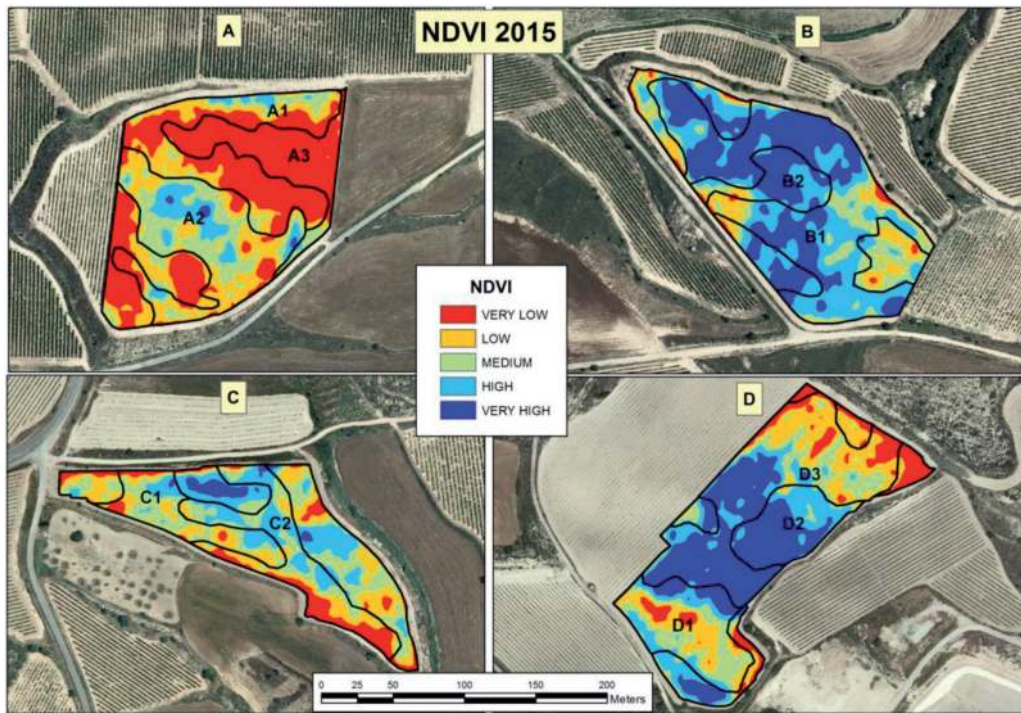 NDVI 2015
A
A1
A3
A2
B
B2
B1
NDVI
VERY LOW
LOW
MEDIUM
HIGH
VERY HIGH
C
C1
C2
D
D3
D2
D1
0 25 50 100 150 200
Meters